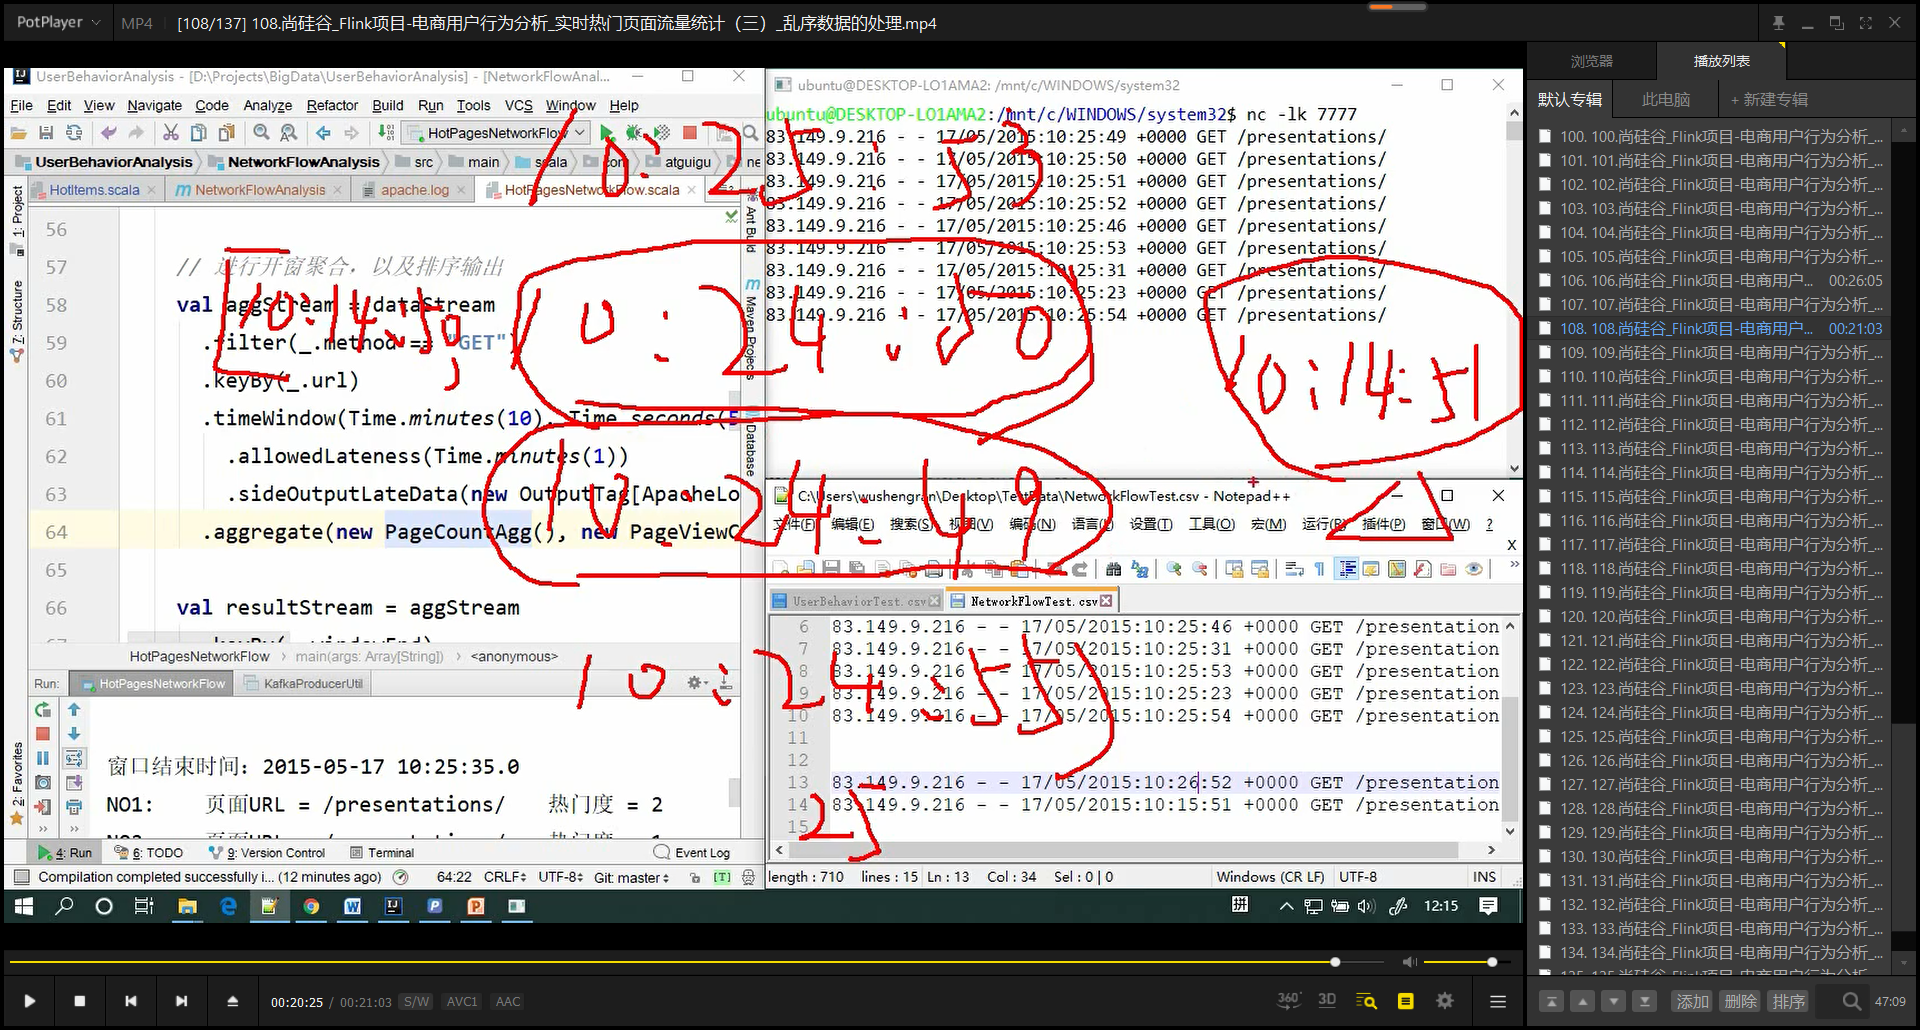 PotPlayer
MP4
[108/137] 108.尚硅谷_Flink项目-电商用户行为分析_实时热门页面流量统计（三）_乱序数据的处理.mp4
UserBehaviorAnalysis - [D:\Projects\BigData\UserBehaviorAnalysis] - [NetworkFlowAnal...
File Edit View Navigate Code Analyze Refactor Build Run Tools VCS Window Help
HotPagesNetworkFlow
UserBehaviorAnalysis NetworkFlowAnalysis src main scala com atguigu ne
HotItems.scala NetworkFlowAnalysis apache.log HotPagesNetworkFlow.scala
1: Project
7: Structure
2: Favorites
Ant Build
Maven Projects
Database
56
57 // 进行开窗聚合，以及排序输出
58 val aggStream = dataStream
59 .filter(_.method == "GET")
60 .keyBy(_.url)
61 .timeWindow(Time.minutes(10), Time.seconds(5
62 .allowedLateness(Time.minutes(1))
63 .sideOutputLateData(new OutputTag[ApacheLo
64 .aggregate(new PageCountAgg(), new PageViewC
65
66 val resultStream = aggStream
HotPagesNetworkFlow main(args: Array[String]) <anonymous>
Run: HotPagesNetworkFlow KafkaProducerUtil
窗口结束时间：2015-05-17 10:25:35.0
NO1: 页面URL = /presentations/ 热门度 = 2
4: Run 6: TODO 9: Version Control Terminal Event Log
Compilation completed successfully i... (12 minutes ago) 64:22 CRLF UTF-8 Git: master
ubuntu@DESKTOP-LO1AMA2: /mnt/c/WINDOWS/system32
ubuntu@DESKTOP-LO1AMA2:/mnt/c/WINDOWS/system32$ nc -lk 7777
83.149.9.216 - - 17/05/2015:10:25:49 +0000 GET /presentations/
83.149.9.216 - - 17/05/2015:10:25:50 +0000 GET /presentations/
83.149.9.216 - - 17/05/2015:10:25:51 +0000 GET /presentations/
83.149.9.216 - - 17/05/2015:10:25:52 +0000 GET /presentations/
83.149.9.216 - - 17/05/2015:10:25:46 +0000 GET /presentations/
83.149.9.216 - - 17/05/2015:10:25:53 +0000 GET /presentations/
83.149.9.216 - - 17/05/2015:10:25:31 +0000 GET /presentations/
83.149.9.216 - - 17/05/2015:10:25:23 +0000 GET /presentations/
83.149.9.216 - - 17/05/2015:10:25:54 +0000 GET /presentations/
C:\Users\wushengran\Desktop\TestData\NetworkFlowTest.csv - Notepad++
文件(F) 编辑(E) 搜索(S) 视图(V) 编码(N) 语言(L) 设置(T) 工具(O) 宏(M) 运行(R) 插件(P) 窗口(W) ?
X
UserBehaviorTest.csv NetworkFlowTest.csv
6 83.149.9.216 - - 17/05/2015:10:25:46 +0000 GET /presentation
7 83.149.9.216 - - 17/05/2015:10:25:31 +0000 GET /presentation
8 83.149.9.216 - - 17/05/2015:10:25:53 +0000 GET /presentation
9 83.149.9.216 - - 17/05/2015:10:25:23 +0000 GET /presentation
10 83.149.9.216 - - 17/05/2015:10:25:54 +0000 GET /presentation
11
12
13 83.149.9.216 - - 17/05/2015:10:26:52 +0000 GET /presentation
14 83.149.9.216 - - 17/05/2015:10:15:51 +0000 GET /presentation
15
length : 710 lines : 15 Ln : 13 Col : 34 Sel : 0 | 0 Windows (CR LF) UTF-8 INS
10:25:53
[10:14:50,
10:24:50
10:14:51
10:24:49
10:24:55)
25
拼 12:15
00:20:25 / 00:21:03 S/W AVC1 AAC
360° 3D
浏览器 播放列表
默认专辑 此电脑 + 新建专辑
100. 100.尚硅谷_Flink项目-电商用户行为分析_...
101. 101.尚硅谷_Flink项目-电商用户行为分析_...
102. 102.尚硅谷_Flink项目-电商用户行为分析_...
103. 103.尚硅谷_Flink项目-电商用户行为分析_...
104. 104.尚硅谷_Flink项目-电商用户行为分析_...
105. 105.尚硅谷_Flink项目-电商用户行为分析_...
106. 106.尚硅谷_Flink项目-电商用户... 00:26:05
107. 107.尚硅谷_Flink项目-电商用户行为分析_...
108. 108.尚硅谷_Flink项目-电商用户... 00:21:03
109. 109.尚硅谷_Flink项目-电商用户行为分析_...
110. 110.尚硅谷_Flink项目-电商用户行为分析_...
111. 111.尚硅谷_Flink项目-电商用户行为分析_...
112. 112.尚硅谷_Flink项目-电商用户行为分析_...
113. 113.尚硅谷_Flink项目-电商用户行为分析_...
114. 114.尚硅谷_Flink项目-电商用户行为分析_...
115. 115.尚硅谷_Flink项目-电商用户行为分析_...
116. 116.尚硅谷_Flink项目-电商用户行为分析_...
117. 117.尚硅谷_Flink项目-电商用户行为分析_...
118. 118.尚硅谷_Flink项目-电商用户行为分析_...
119. 119.尚硅谷_Flink项目-电商用户行为分析_...
120. 120.尚硅谷_Flink项目-电商用户行为分析_...
121. 121.尚硅谷_Flink项目-电商用户行为分析_...
122. 122.尚硅谷_Flink项目-电商用户行为分析_...
123. 123.尚硅谷_Flink项目-电商用户行为分析_...
124. 124.尚硅谷_Flink项目-电商用户行为分析_...
125. 125.尚硅谷_Flink项目-电商用户行为分析_...
126. 126.尚硅谷_Flink项目-电商用户行为分析_...
127. 127.尚硅谷_Flink项目-电商用户行为分析_...
128. 128.尚硅谷_Flink项目-电商用户行为分析_...
129. 129.尚硅谷_Flink项目-电商用户行为分析_...
130. 130.尚硅谷_Flink项目-电商用户行为分析_...
131. 131.尚硅谷_Flink项目-电商用户行为分析_...
132. 132.尚硅谷_Flink项目-电商用户行为分析_...
133. 133.尚硅谷_Flink项目-电商用户行为分析_...
134. 134.尚硅谷_Flink项目-电商用户行为分析_...
添加 删除 排序 47:09